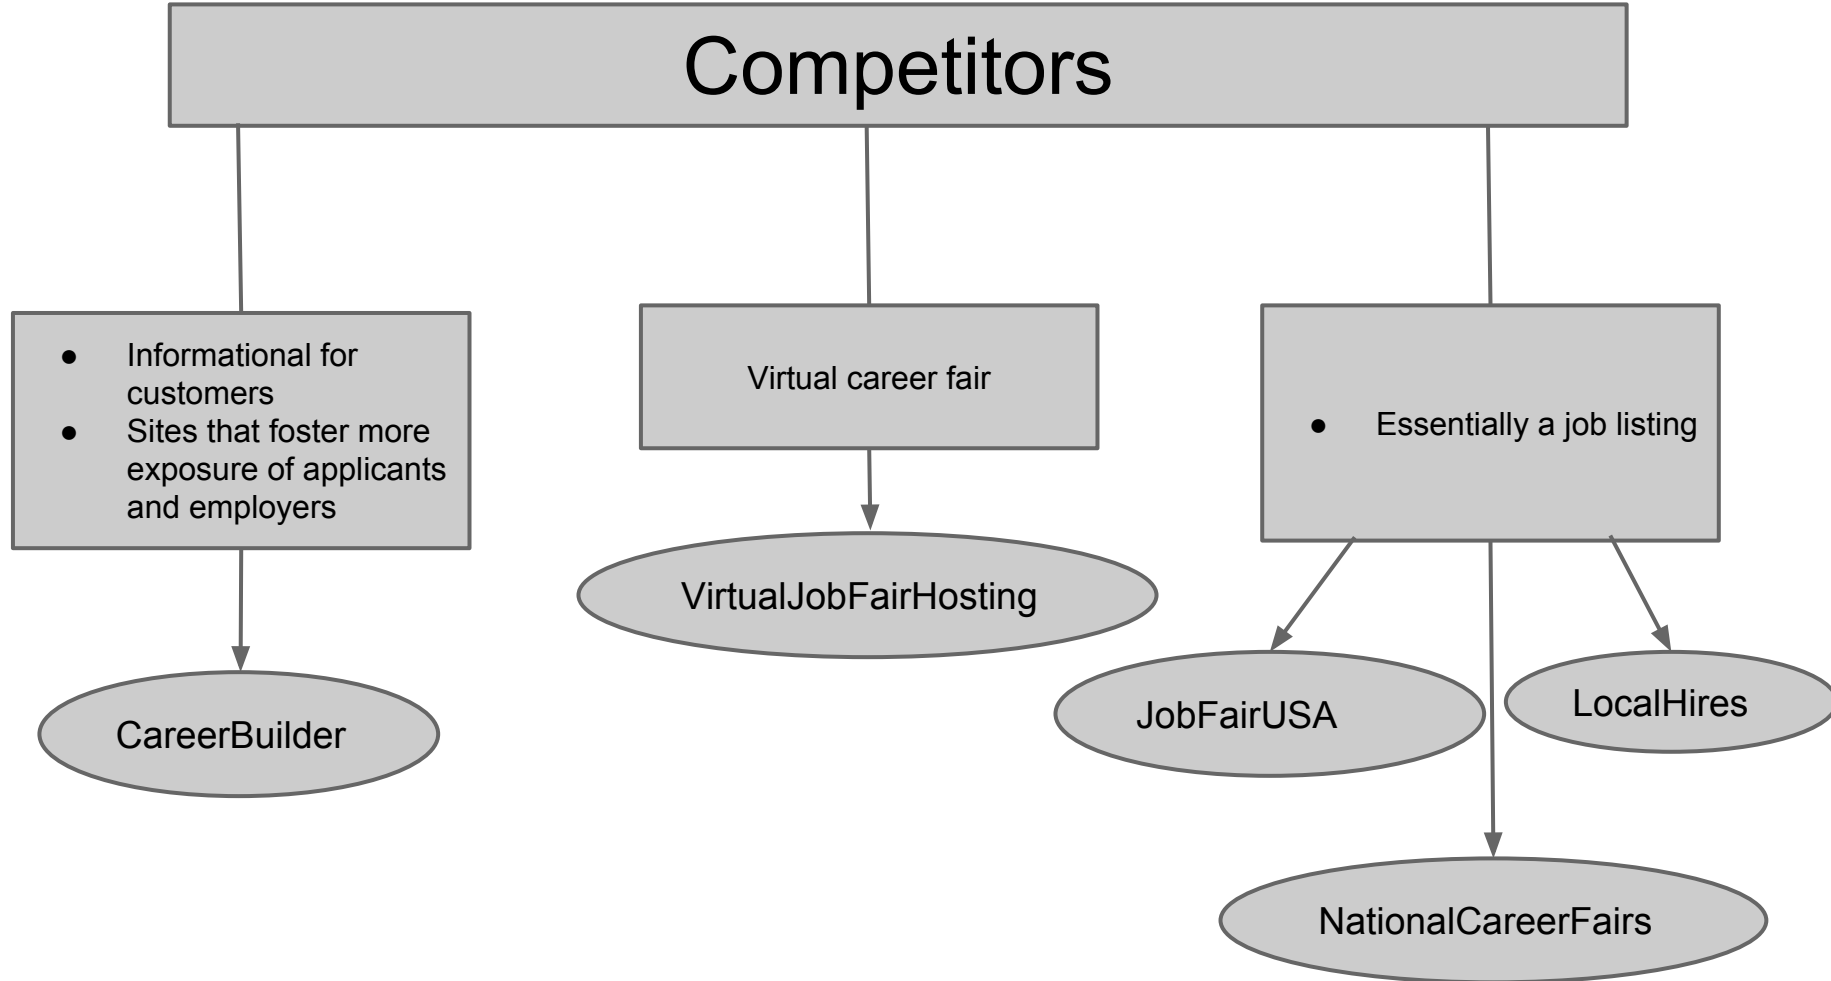 Competitors
● Informational for
customers
● Sites that foster more
exposure of applicants
and employers
Virtual career fair
● Essentially a job listing
CareerBuilder
VirtualJobFairHosting
JobFairUSA
LocalHires
NationalCareerFairs